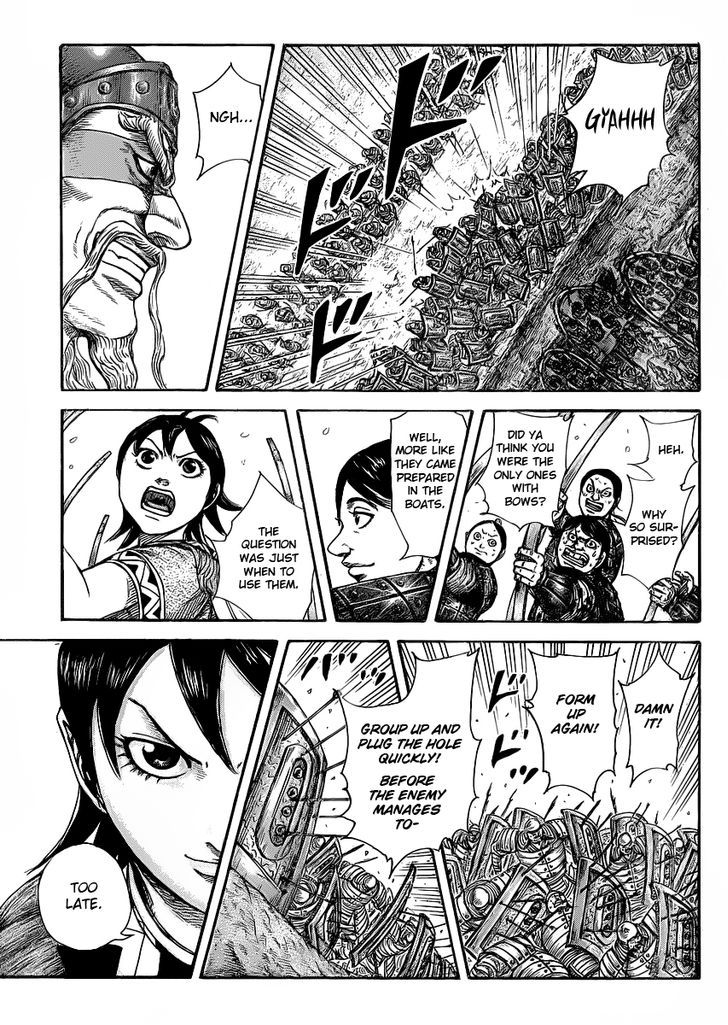 GYAHHH
ドドド
NGH...
HEH.
WHY
SO SUR-
PRISED?
DID YA
THINK YOU
WERE THE
ONLY ONES
WITH
BOWS?
WELL,
MORE LIKE
THEY CAME
PREPARED
IN THE
BOATS.
THE
QUESTION
WAS JUST
WHEN TO
USE THEM.
DAMN
IT!
FORM
UP
AGAIN!
ドド
GROUP UP AND
PLUG THE HOLE
QUICKLY!
BEFORE
THE ENEMY
MANAGES
TO-
ドド
TOO
LATE.